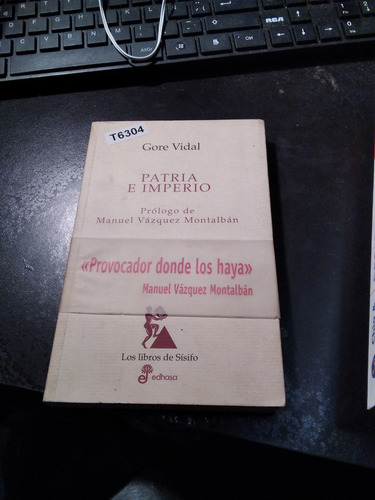 RCA
T6304
Gore Vidal
PATRIA
E IMPERIO
Prólogo de
Manuel Vázquez Montalbán
«Provocador donde los haya»
Manuel Vázquez Montalbán
Los libros de Sísifo
edhasa